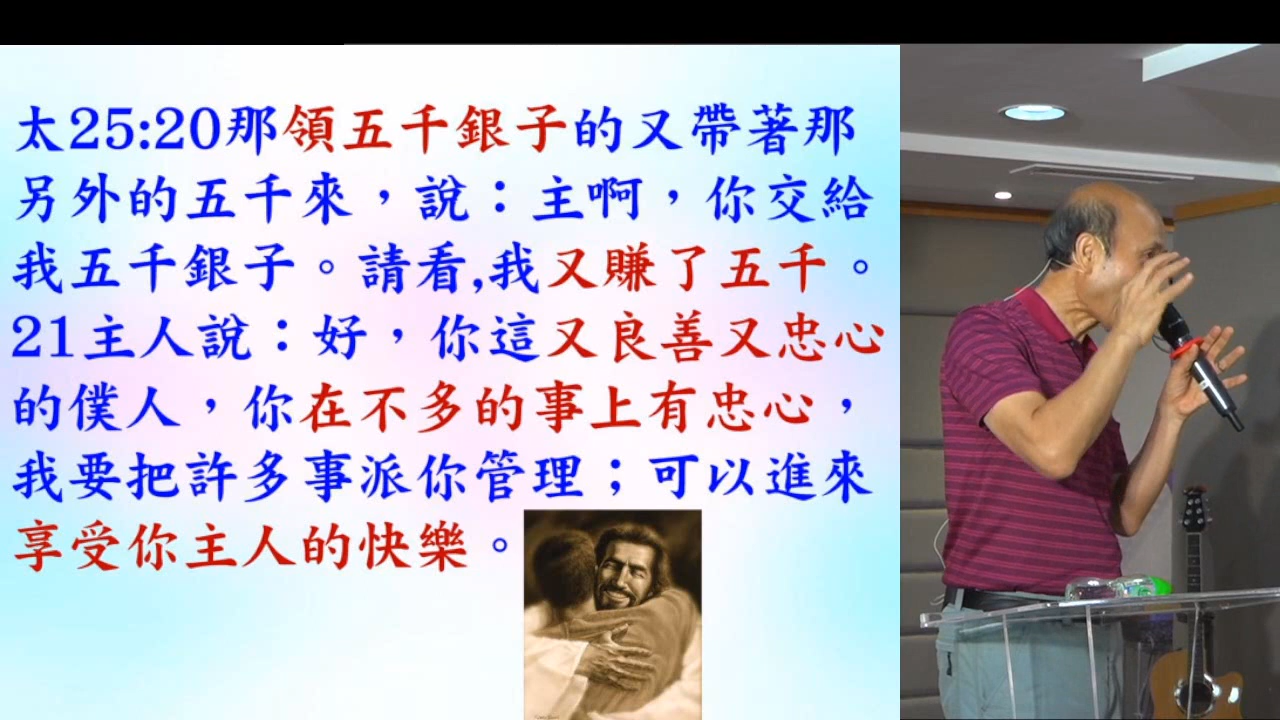 太25:20那領五千銀子的又帶著那
另外的五千來，說：主啊，你交給
我五千銀子。請看,我又賺了五千。
21主人說：好，你這又良善又忠心
的僕人，你在不多的事上有忠心，
我要把許多事派你管理；可以進來
享受你主人的快樂。